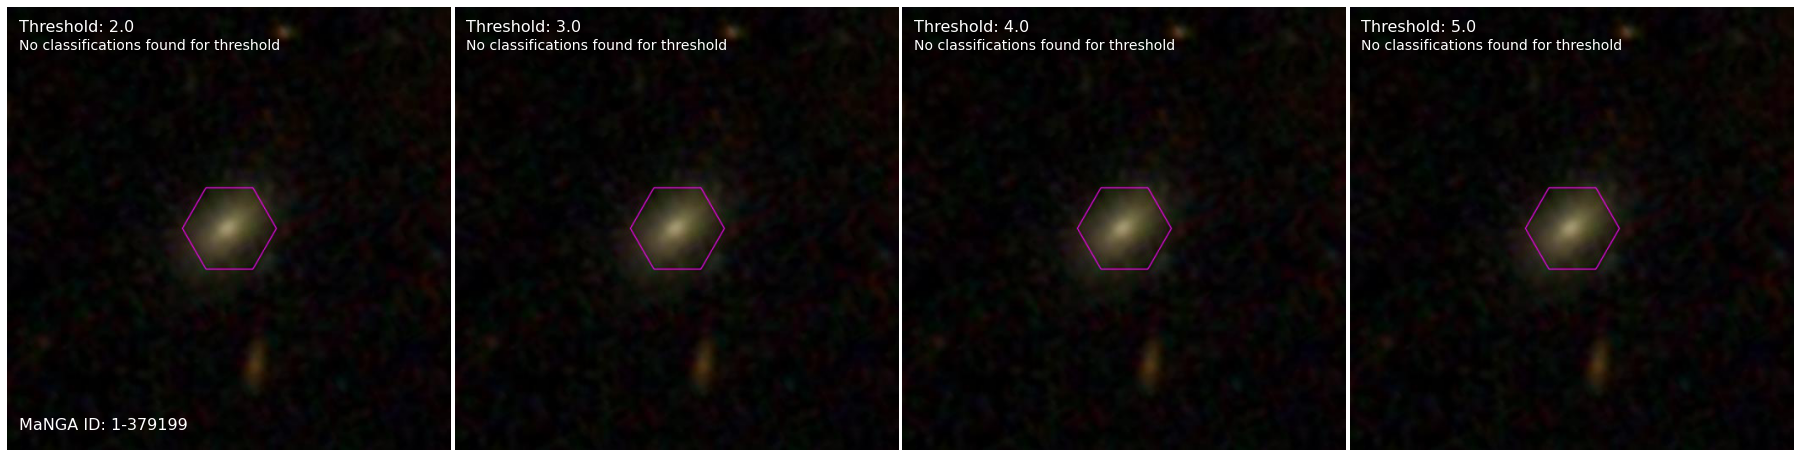 Threshold: 2.0
No classifications found for threshold
MaNGA ID: 1-379199
Threshold: 3.0
No classifications found for threshold
Threshold: 4.0
No classifications found for threshold
Threshold: 5.0
No classifications found for threshold